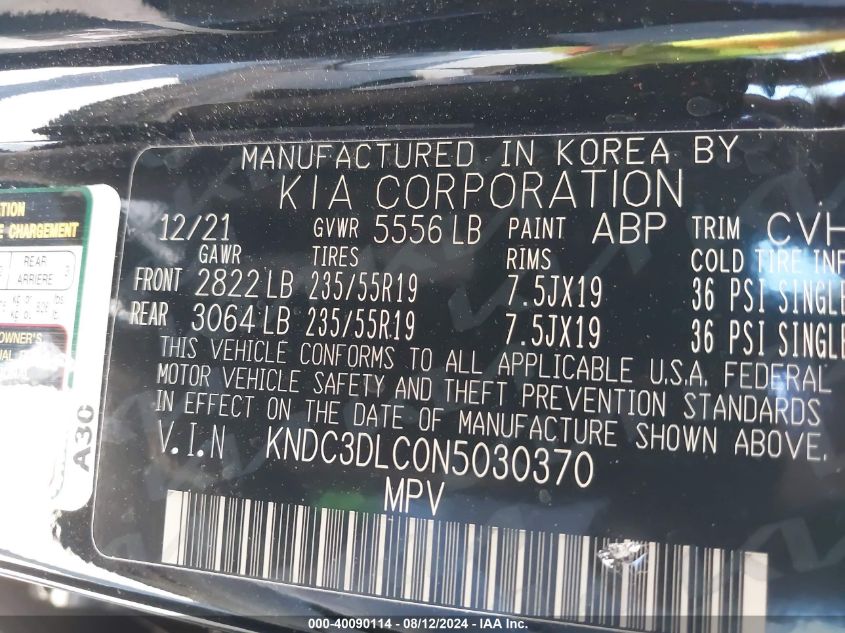 MANUFACTURED IN KOREA BY
KIA CORPORATION
12/21 GVWR 5556 LB PAINT ABP TRIM CVH
GAWR TIRES RIMS COLD TIRE INF
FRONT 2822 LB 235/55R19 7.5JX19 36 PSI SINGLE
REAR 3064 LB 235/55R19 7.5JX19 36 PSI SINGLE
THIS VEHICLE CONFORMS TO ALL APPLICABLE U.S.A. FEDERAL
MOTOR VEHICLE SAFETY AND THEFT PREVENTION STANDARDS
IN EFFECT ON THE DATE OF MANUFACTURE SHOWN ABOVE.
V.I.N KNDC3DLC0N5030370
MPV
CHARGEMENT
REAR
ARRIERE 3
OWNER'S
A30
000-40090114 - 08/12/2024 - IAA Inc.